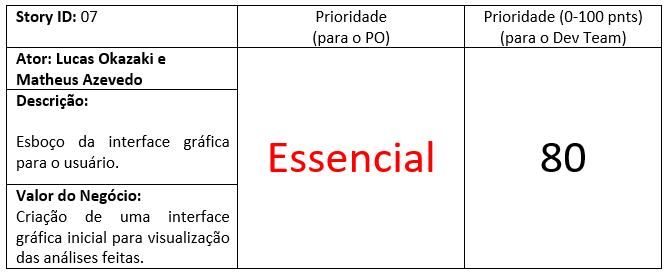 Story ID: 07
Prioridade
(para o PO)
Prioridade (0-100 pnts)
(para o Dev Team)
Ator: Lucas Okazaki e
Matheus Azevedo
Descrição:
Esboço da interface gráfica
para o usuário.
Valor do Negócio:
Criação de uma interface
gráfica inicial para visualização
das análises feitas.
Essencial
80